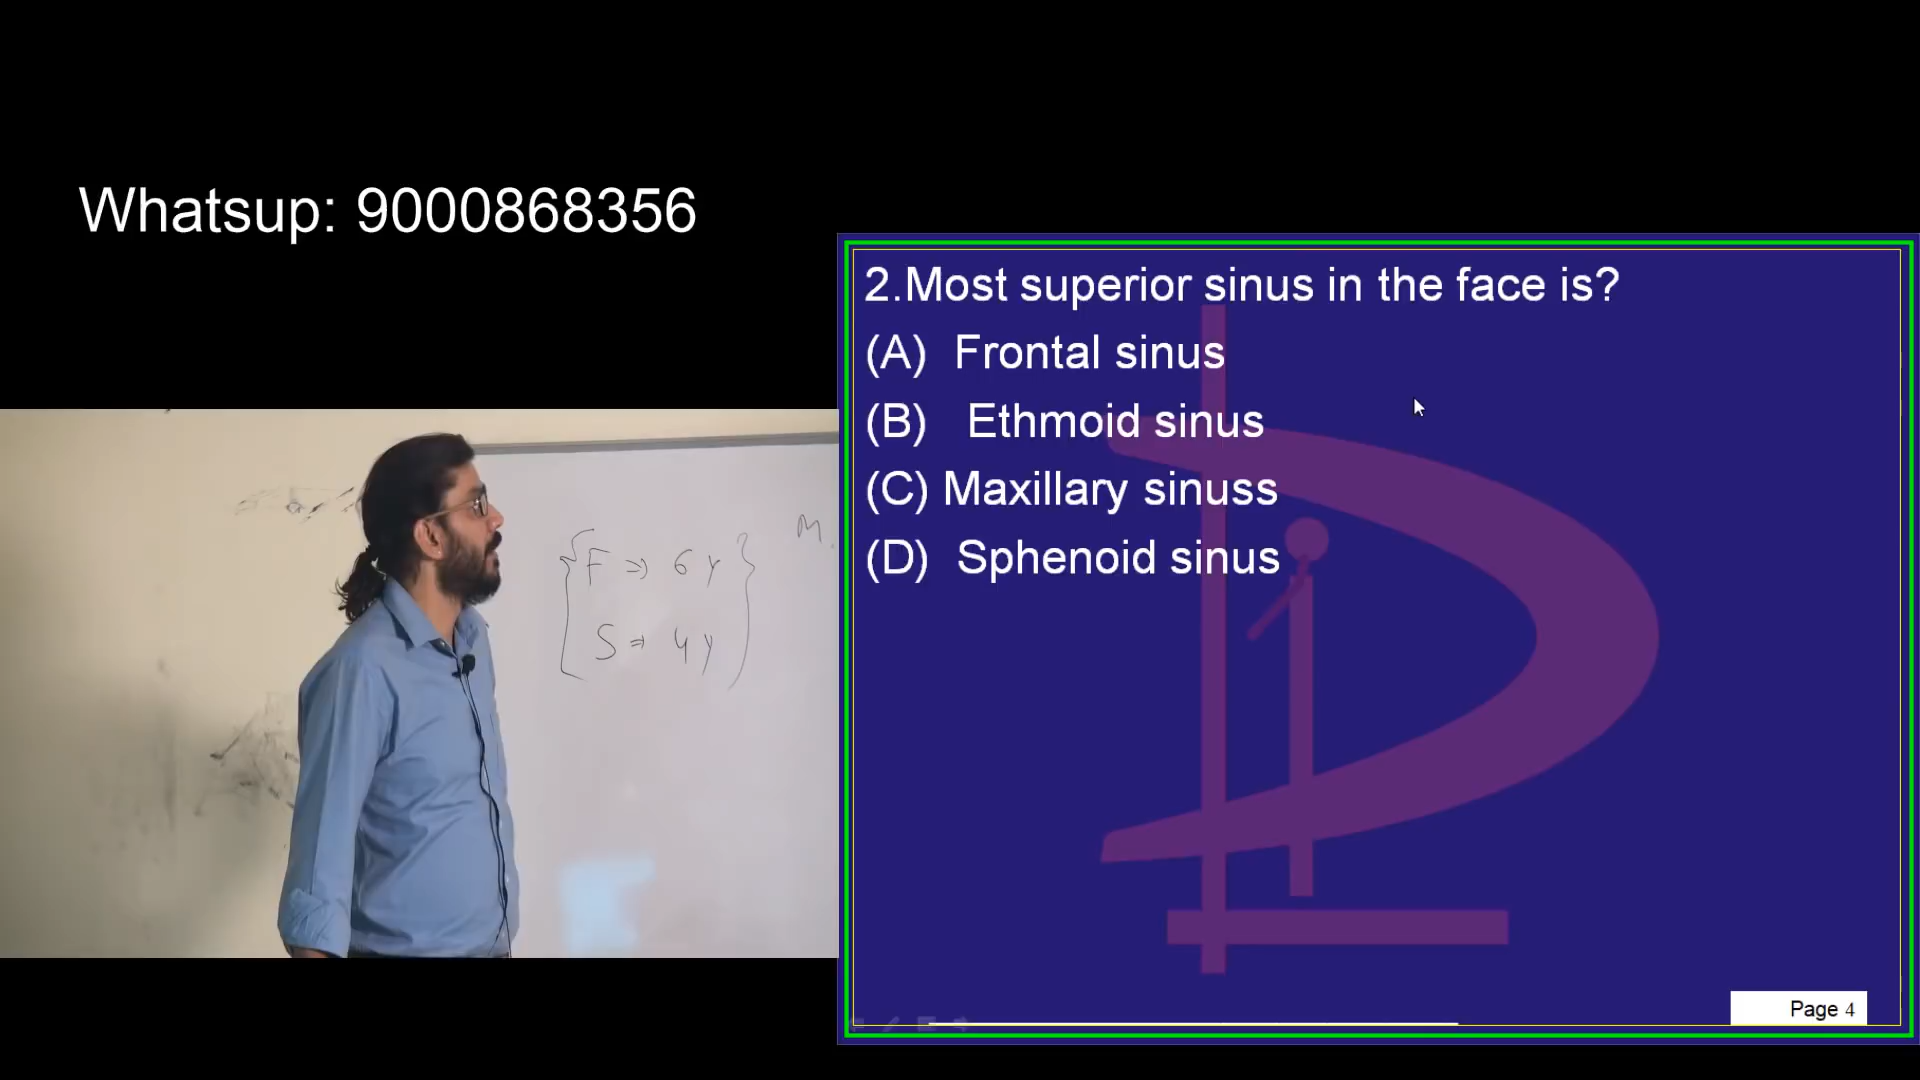 Whatsup: 9000868356
2.Most superior sinus in the face is?
(A) Frontal sinus
(B) Ethmoid sinus
(C) Maxillary sinuss
(D) Sphenoid sinus
F => 6 y
S => 4 y
M.
Page 4